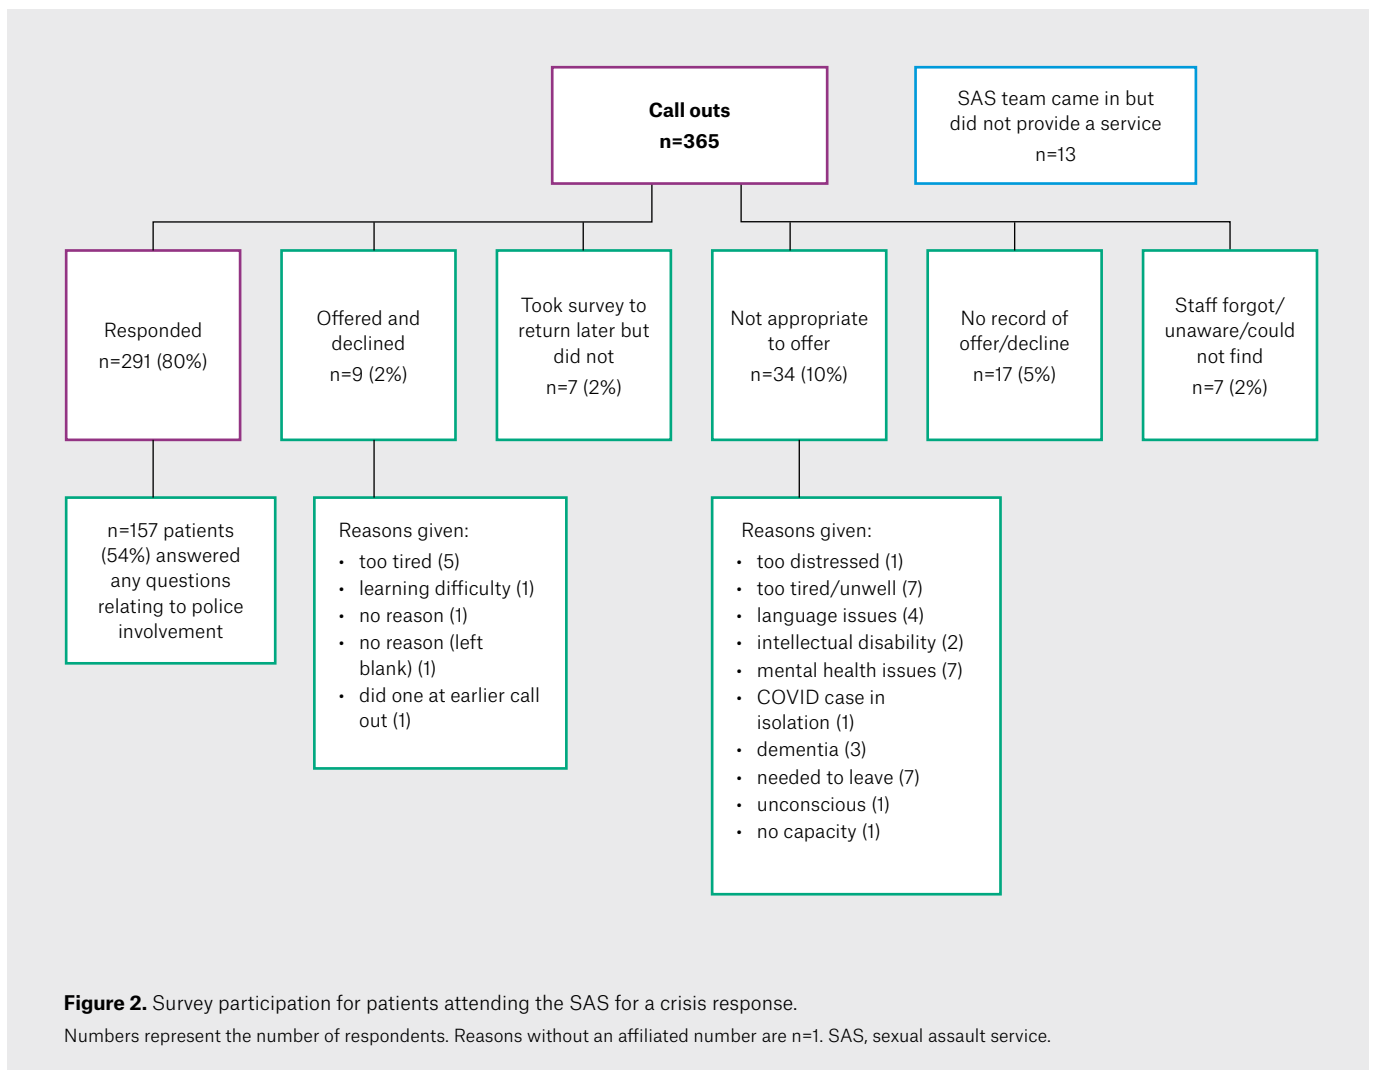 Call outs
n=365
SAS team came in but
did not provide a service
n=13
Responded
n=291 (80%)
Offered and
declined
n=9 (2%)
Took survey to
return later but
did not
n=7 (2%)
Not appropriate
to offer
n=34 (10%)
No record of
offer/decline
n=17 (5%)
Staff forgot/
unaware/could
not find
n=7 (2%)
n=157 patients
(54%) answered
any questions
relating to police
involvement
Reasons given:
• too tired (5)
• learning difficulty (1)
• no reason (1)
• no reason (left
blank) (1)
• did one at earlier call
out (1)
Reasons given:
• too distressed (1)
• too tired/unwell (7)
• language issues (4)
• intellectual disability (2)
• mental health issues (7)
• COVID case in
isolation (1)
• dementia (3)
• needed to leave (7)
• unconscious (1)
• no capacity (1)
Figure 2. Survey participation for patients attending the SAS for a crisis response.
Numbers represent the number of respondents. Reasons without an affiliated number are n=1. SAS, sexual assault service.